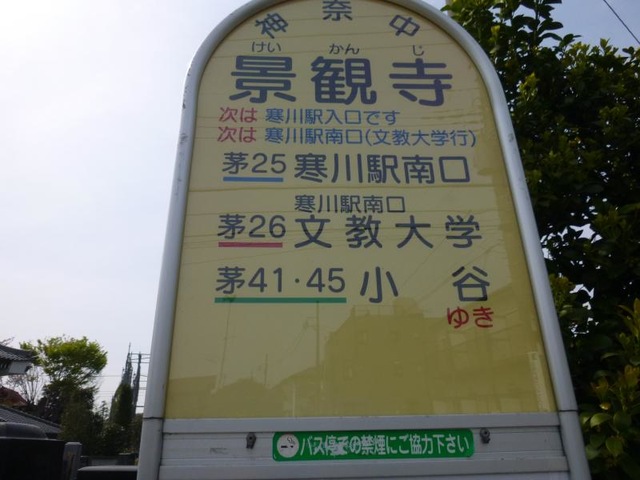 神奈中
けい かん じ
景観寺
次は 寒川駅入口です
次は 寒川駅南口(文教大学行)
茅25 寒川駅南口
寒川駅南口
茅26 文教大学
茅41·45 小谷
ゆき
バス停での禁煙にご協力下さい